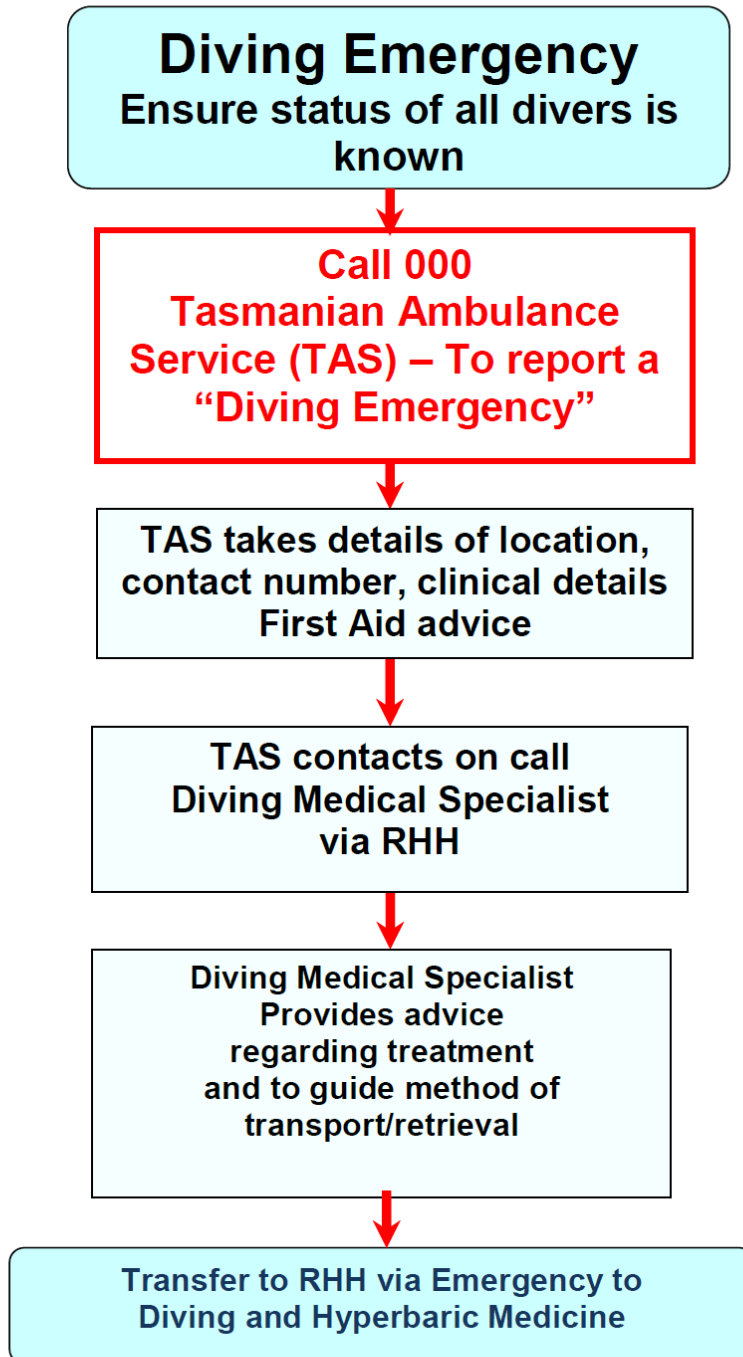 Diving Emergency
Ensure status of all divers is
known
Call 000
Tasmanian Ambulance
Service (TAS) – To report a
“Diving Emergency”
TAS takes details of location,
contact number, clinical details
First Aid advice
TAS contacts on call
Diving Medical Specialist
via RHH
Diving Medical Specialist
Provides advice
regarding treatment
and to guide method of
transport/retrieval
Transfer to RHH via Emergency to
Diving and Hyperbaric Medicine